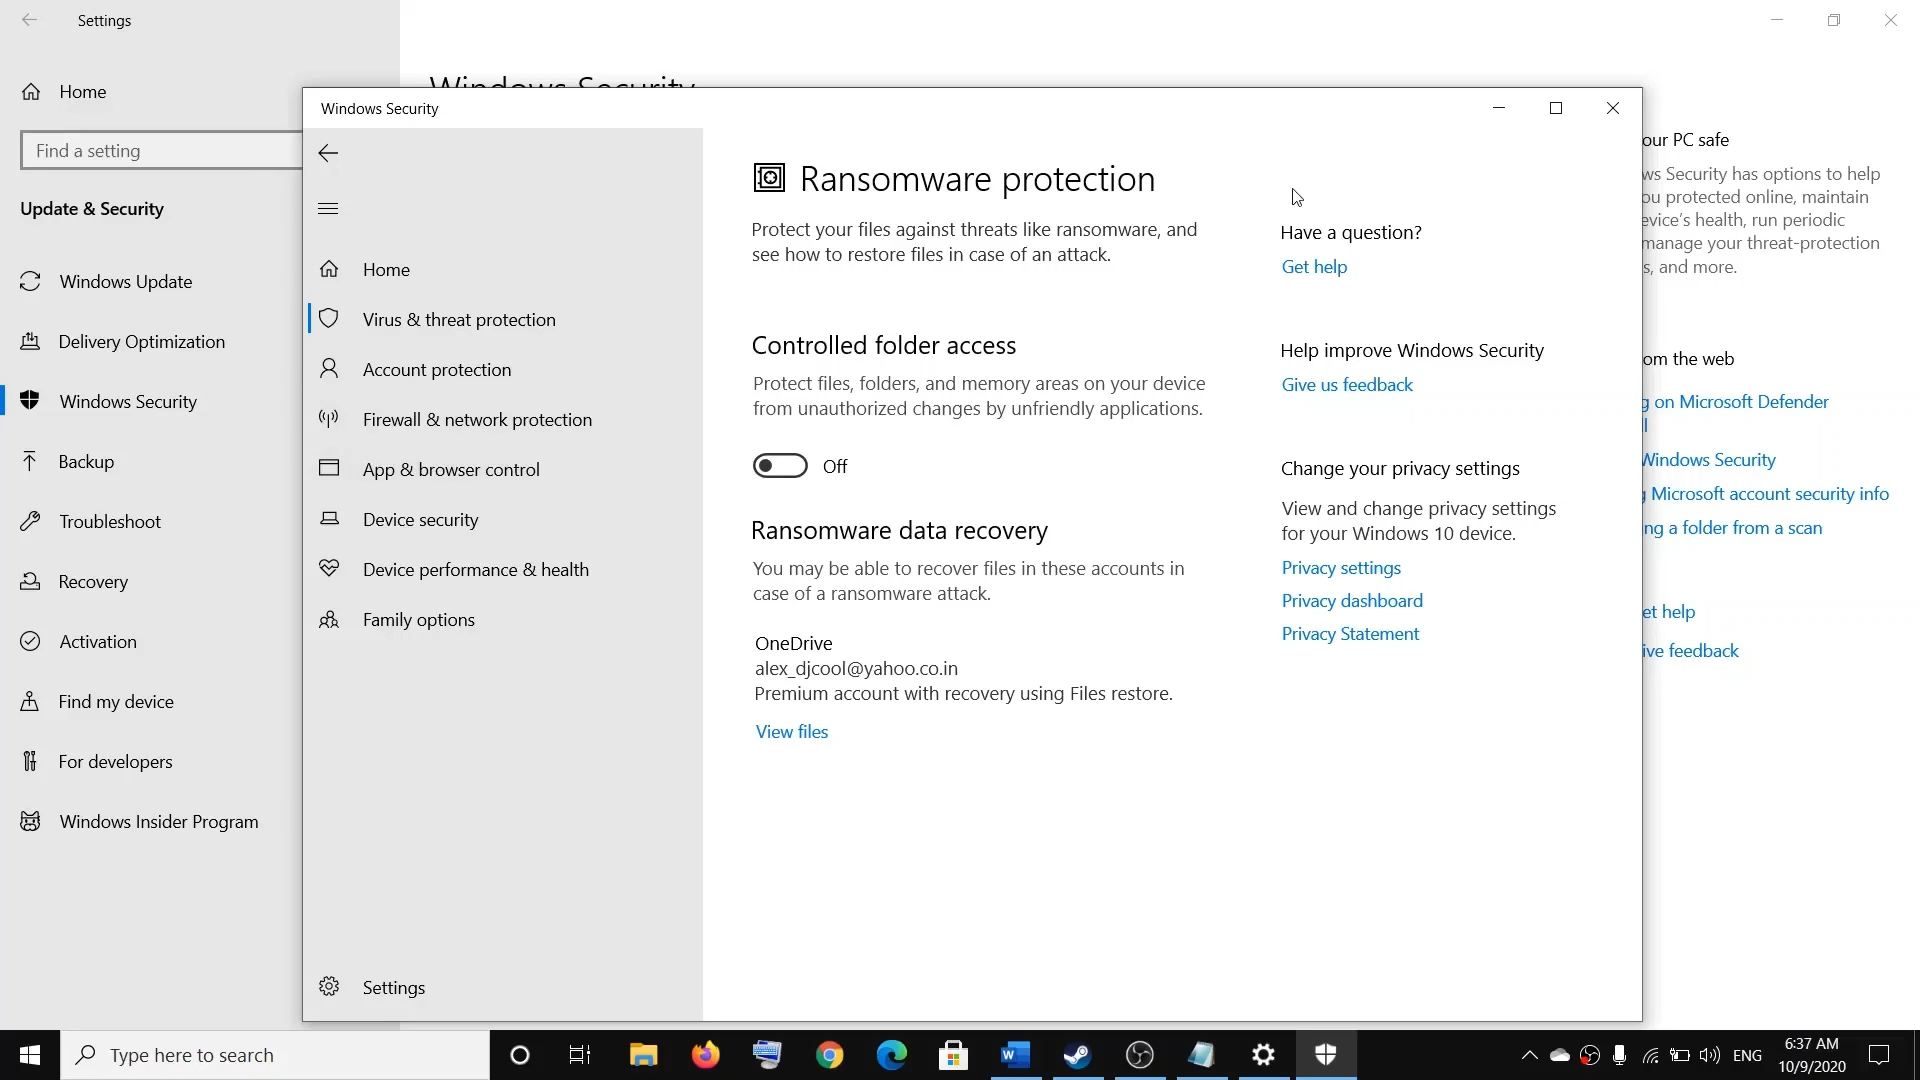 Settings
Home
Find a setting
Update & Security
Windows Update
Delivery Optimization
Windows Security
Backup
Troubleshoot
Recovery
Activation
Find my device
For developers
Windows Insider Program
Windows Security
Windows Security
Home
Virus & threat protection
Account protection
Firewall & network protection
App & browser control
Device security
Device performance & health
Family options
Settings
Ransomware protection
Protect your files against threats like ransomware, and
see how to restore files in case of an attack.
Controlled folder access
Protect files, folders, and memory areas on your device
from unauthorized changes by unfriendly applications.
Off
Ransomware data recovery
You may be able to recover files in these accounts in
case of a ransomware attack.
OneDrive
alex_djcool@yahoo.co.in
Premium account with recovery using Files restore.
View files
Have a question?
Get help
Help improve Windows Security
Give us feedback
Change your privacy settings
View and change privacy settings
for your Windows 10 device.
Privacy settings
Privacy dashboard
Privacy Statement
our PC safe
ws Security has options to help
ou protected online, maintain
evice's health, run periodic
manage your threat-protection
s, and more.
om the web
g on Microsoft Defender
ll
Windows Security
g Microsoft account security info
ng a folder from a scan
et help
ive feedback
Type here to search
ENG
6:37 AM
10/9/2020